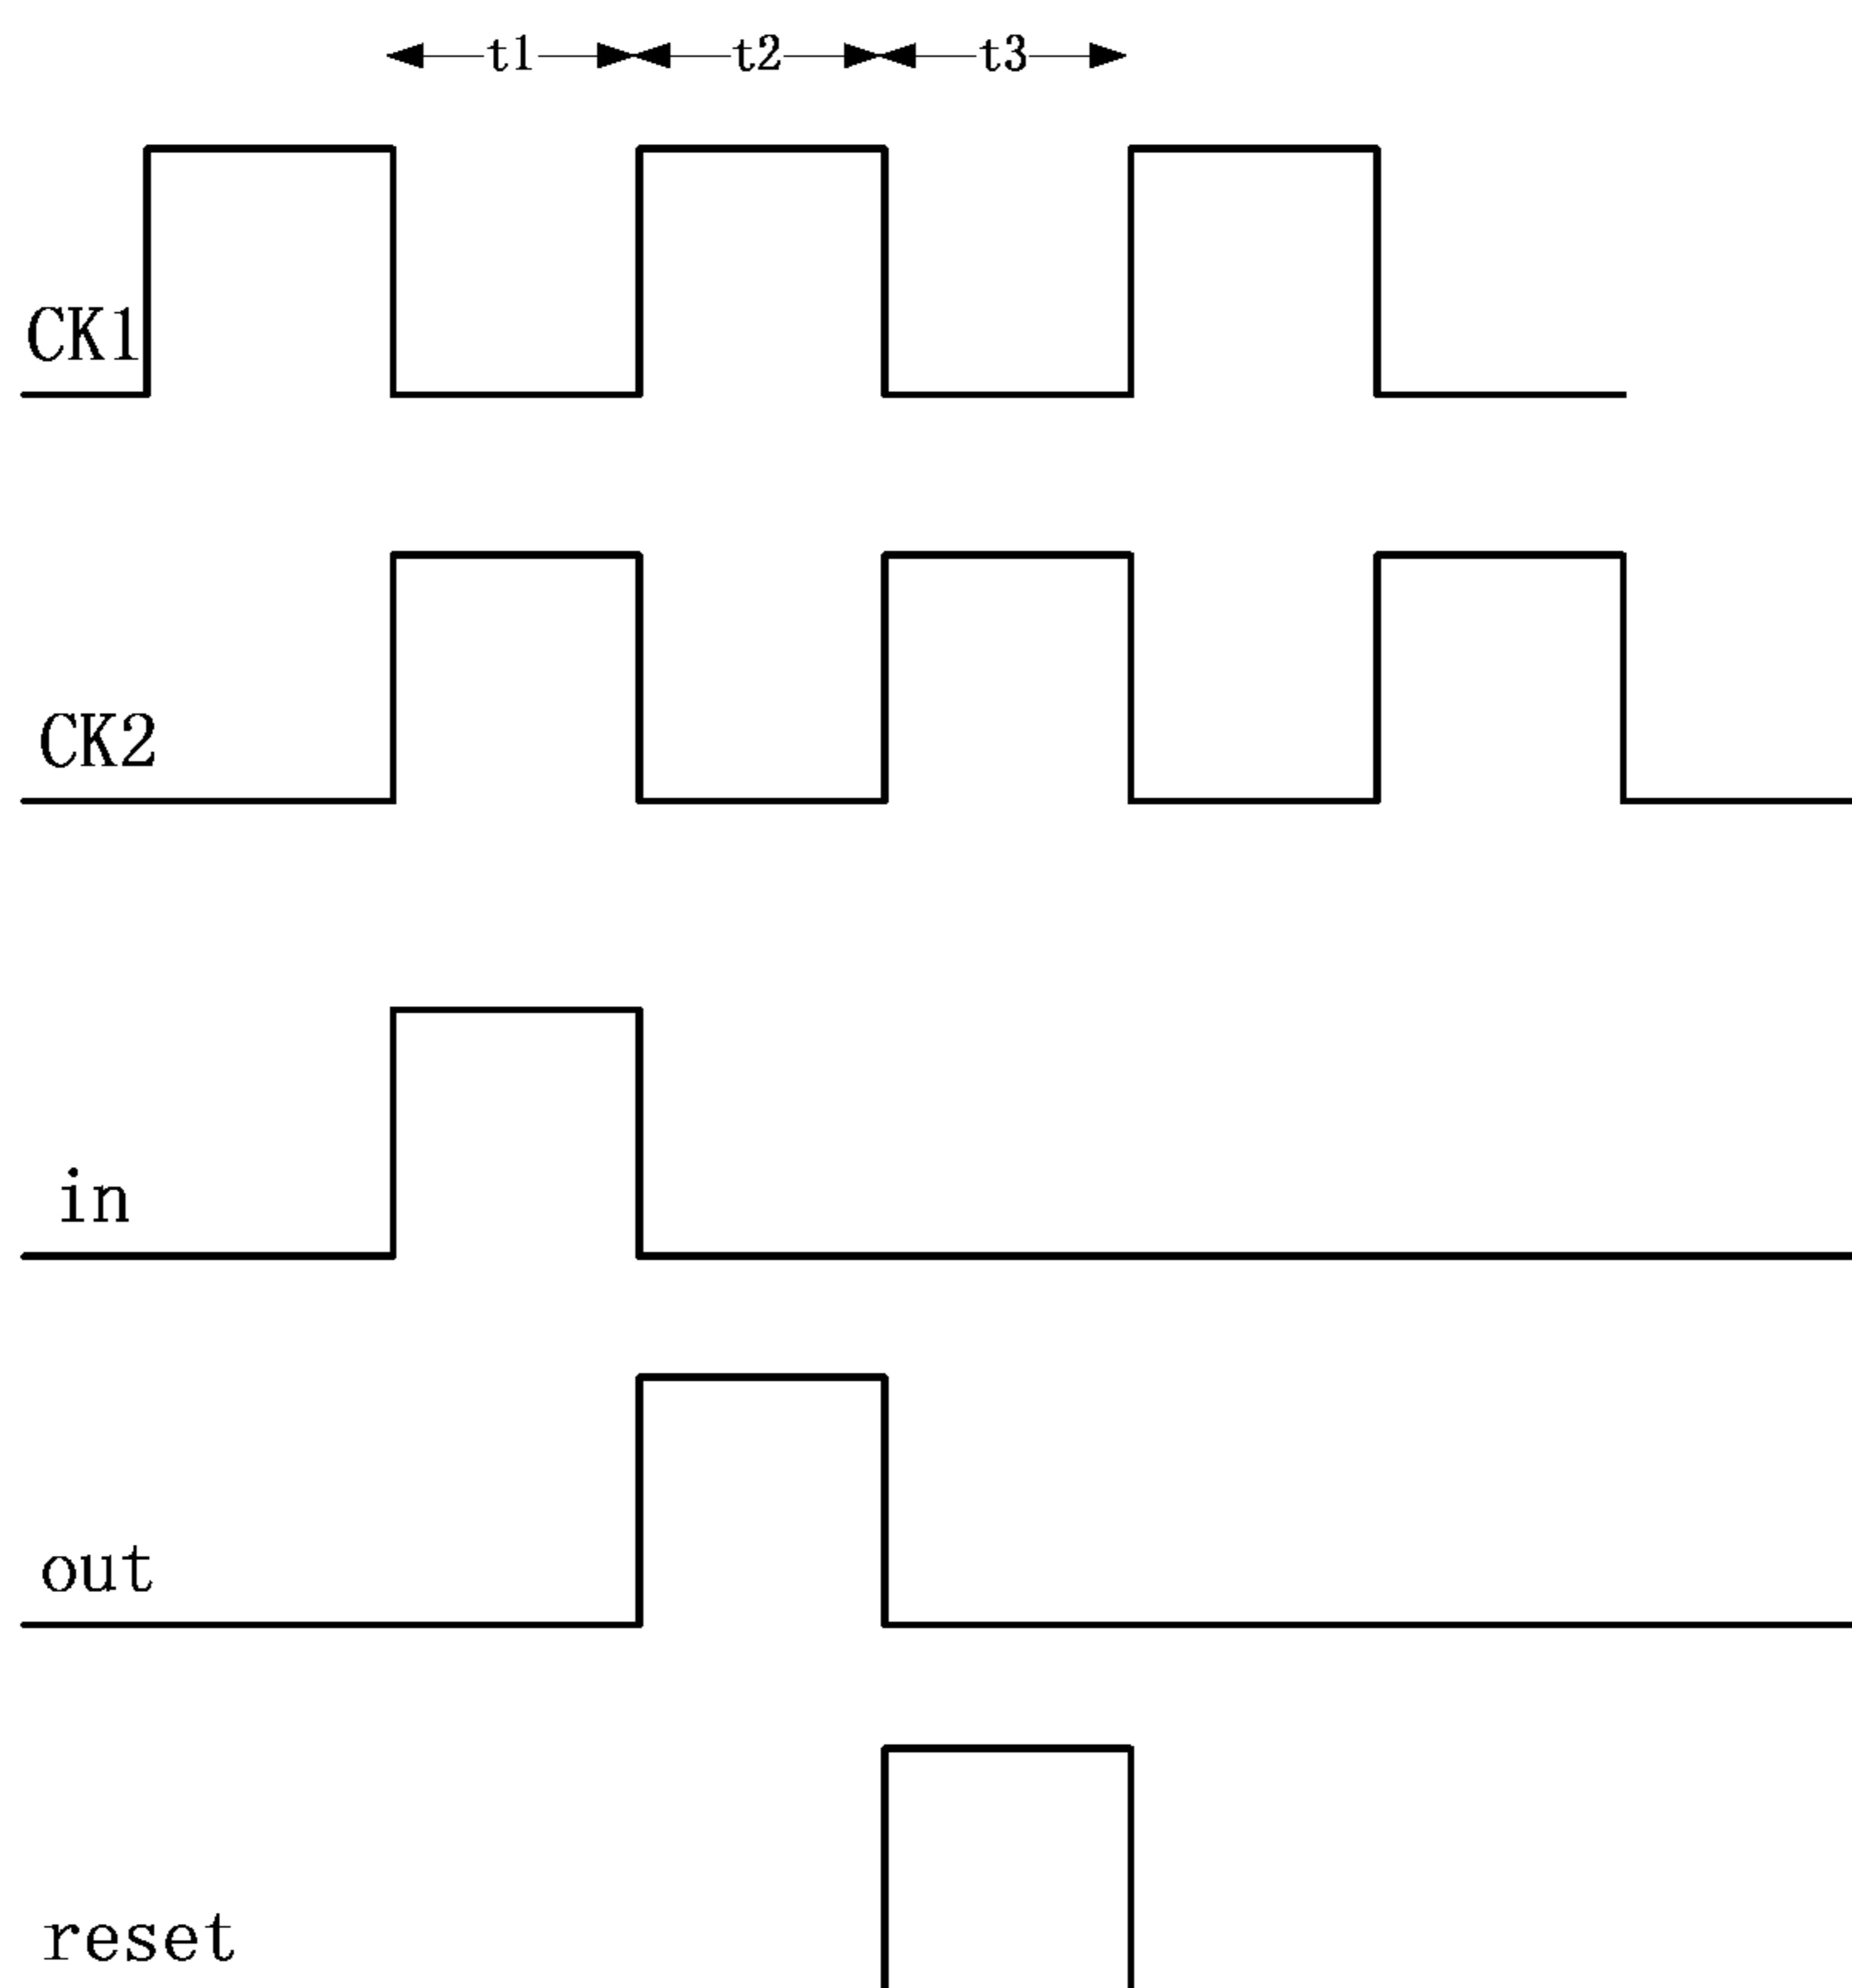 t1 t2 t3
CK1
CK2
in
out
reset